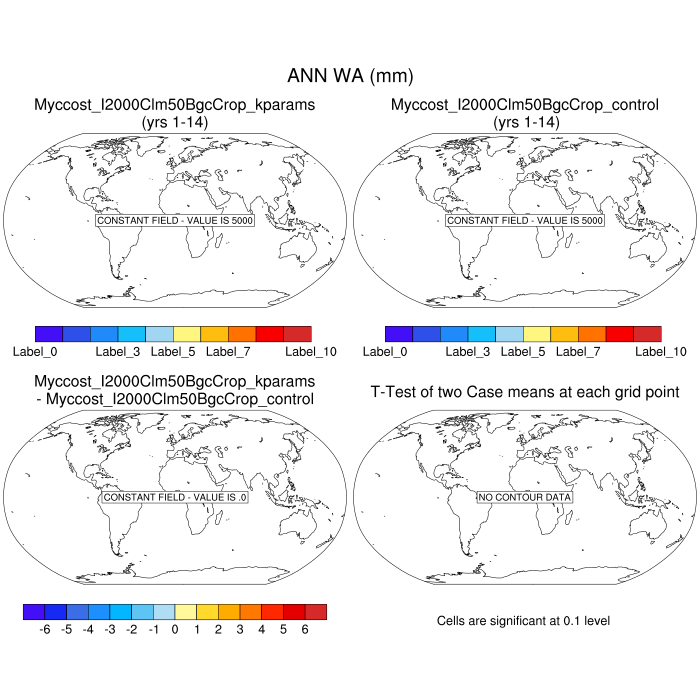 ANN WA (mm)
Myccost_I2000Clm50BgcCrop_kparams
(yrs 1-14)
Myccost_I2000Clm50BgcCrop_control
(yrs 1-14)
CONSTANT FIELD - VALUE IS 5000
CONSTANT FIELD - VALUE IS 5000
Label_0 Label_3 Label_5 Label_7 Label_10
Label_0 Label_3 Label_5 Label_7 Label_10
Myccost_I2000Clm50BgcCrop_kparams
- Myccost_I2000Clm50BgcCrop_control
T-Test of two Case means at each grid point
CONSTANT FIELD - VALUE IS .0
NO CONTOUR DATA
-6 -5 -4 -3 -2 -1 0 1 2 3 4 5 6
Cells are significant at 0.1 level